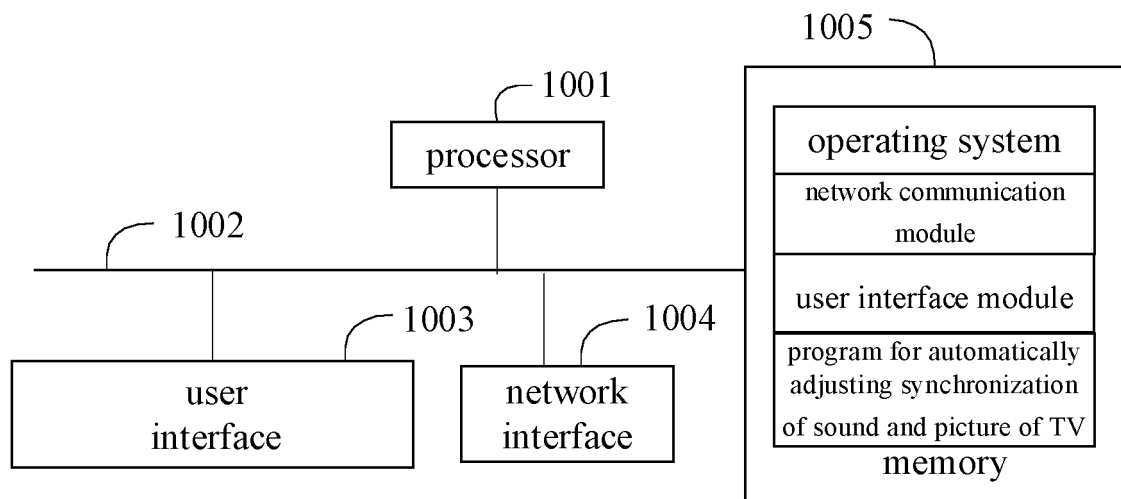 1005
1001
processor
operating system
network communication
module
1002
user interface module
1003
1004
program for automatically
adjusting synchronization
of sound and picture of TV
user
interface
network
interface
memory